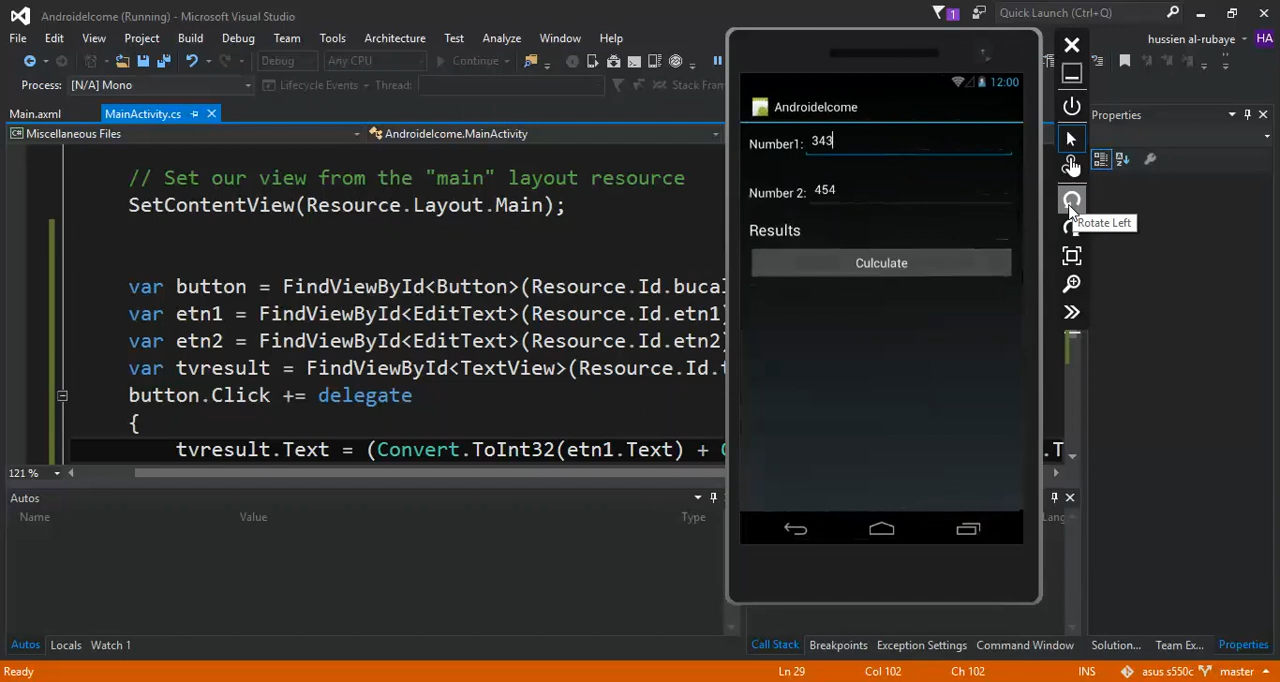 Androidelcome (Running) - Microsoft Visual Studio
1
Quick Launch (Ctrl+Q)
File Edit View Project Build Debug Team Tools Architecture Test Analyze Window Help
hussien al-rubaye HA
Debug Any CPU Continue
Process: [N/A] Mono Lifecycle Events Thread: Stack Fram
Main.axml MainActivity.cs
Miscellaneous Files Androidelcome.MainActivity
// Set our view from the "main" layout resource
SetContentView(Resource.Layout.Main);
var button = FindViewById<Button>(Resource.Id.bucal
var etn1 = FindViewById<EditText>(Resource.Id.etn1)
var etn2 = FindViewById<EditText>(Resource.Id.etn2)
var tvresult = FindViewById<TextView>(Resource.Id.t
button.Click += delegate
{
tvresult.Text = (Convert.ToInt32(etn1.Text) + C
.T
12:00
Androidelcome
Number1: 343
Number 2: 454
Results
Culculate
Rotate Left
Properties
121 %
Autos
Name Value Type
Lang
Autos Locals Watch 1
Call Stack Breakpoints Exception Settings Command Window Solution... Team Ex... Properties
Ready Ln 29 Col 102 Ch 102 INS asus s550c master